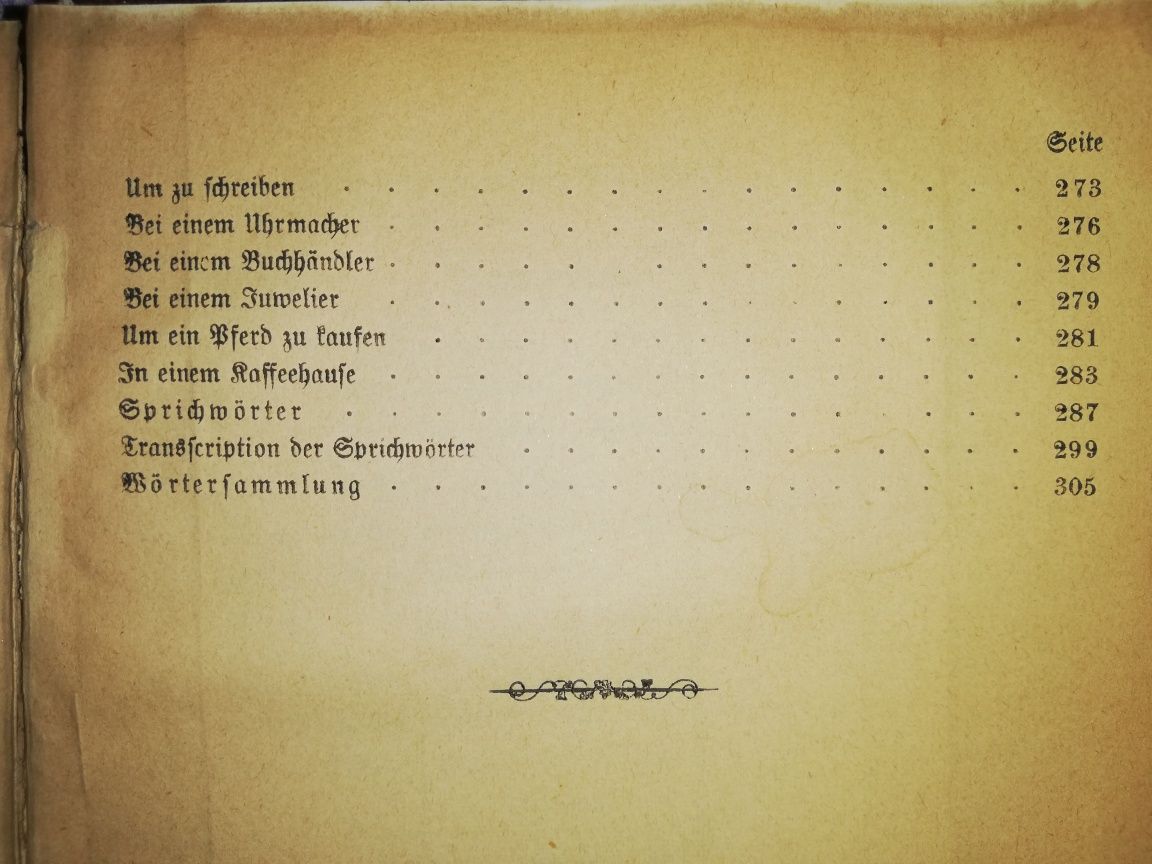 Seite
Um zu schreiben . . . . . . . . . . . . . . . . 273
Bei einem Uhrmacher . . . . . . . . . . . . . . . 276
Bei einem Buchhändler . . . . . . . . . . . . . . 278
Bei einem Juwelier . . . . . . . . . . . . . . . 279
Um ein Pferd zu kaufen . . . . . . . . . . . . . . 281
In einem Kaffeehause . . . . . . . . . . . . . . . 283
Sprichwörter . . . . . . . . . . . . . . . . 287
Transscription der Sprichwörter . . . . . . . . . . . . 299
Wörtersammlung . . . . . . . . . . . . . . . 305